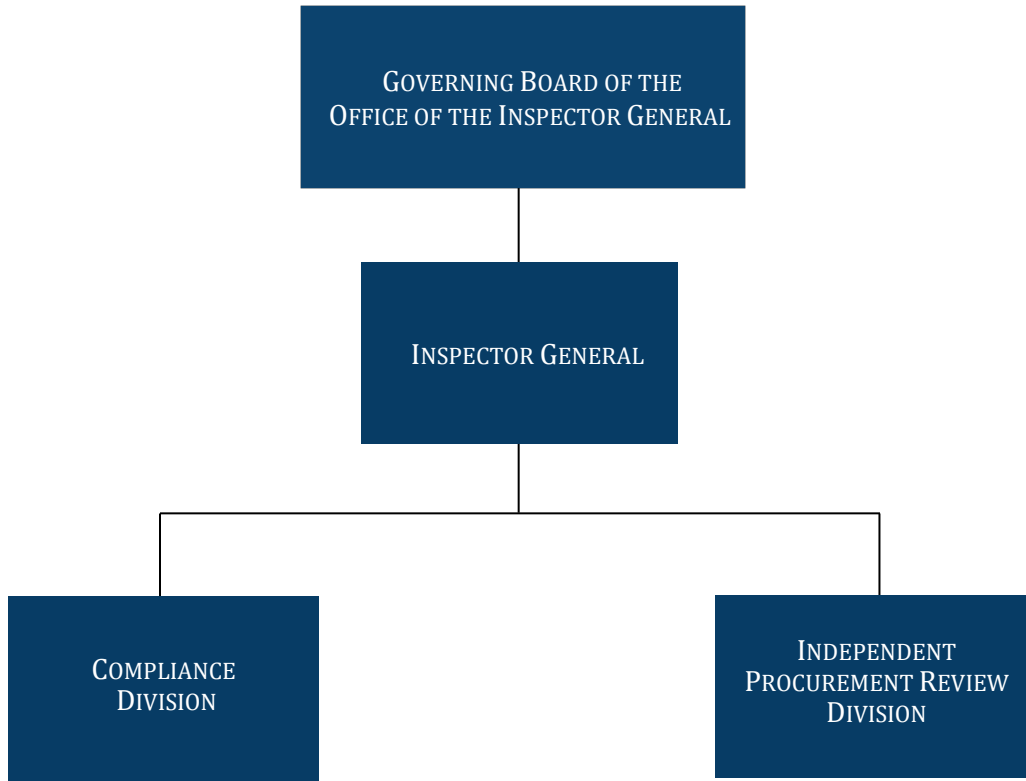 GOVERNING BOARD OF THE
OFFICE OF THE INSPECTOR GENERAL
INSPECTOR GENERAL
COMPLIANCE
DIVISION
INDEPENDENT
PROCUREMENT REVIEW
DIVISION